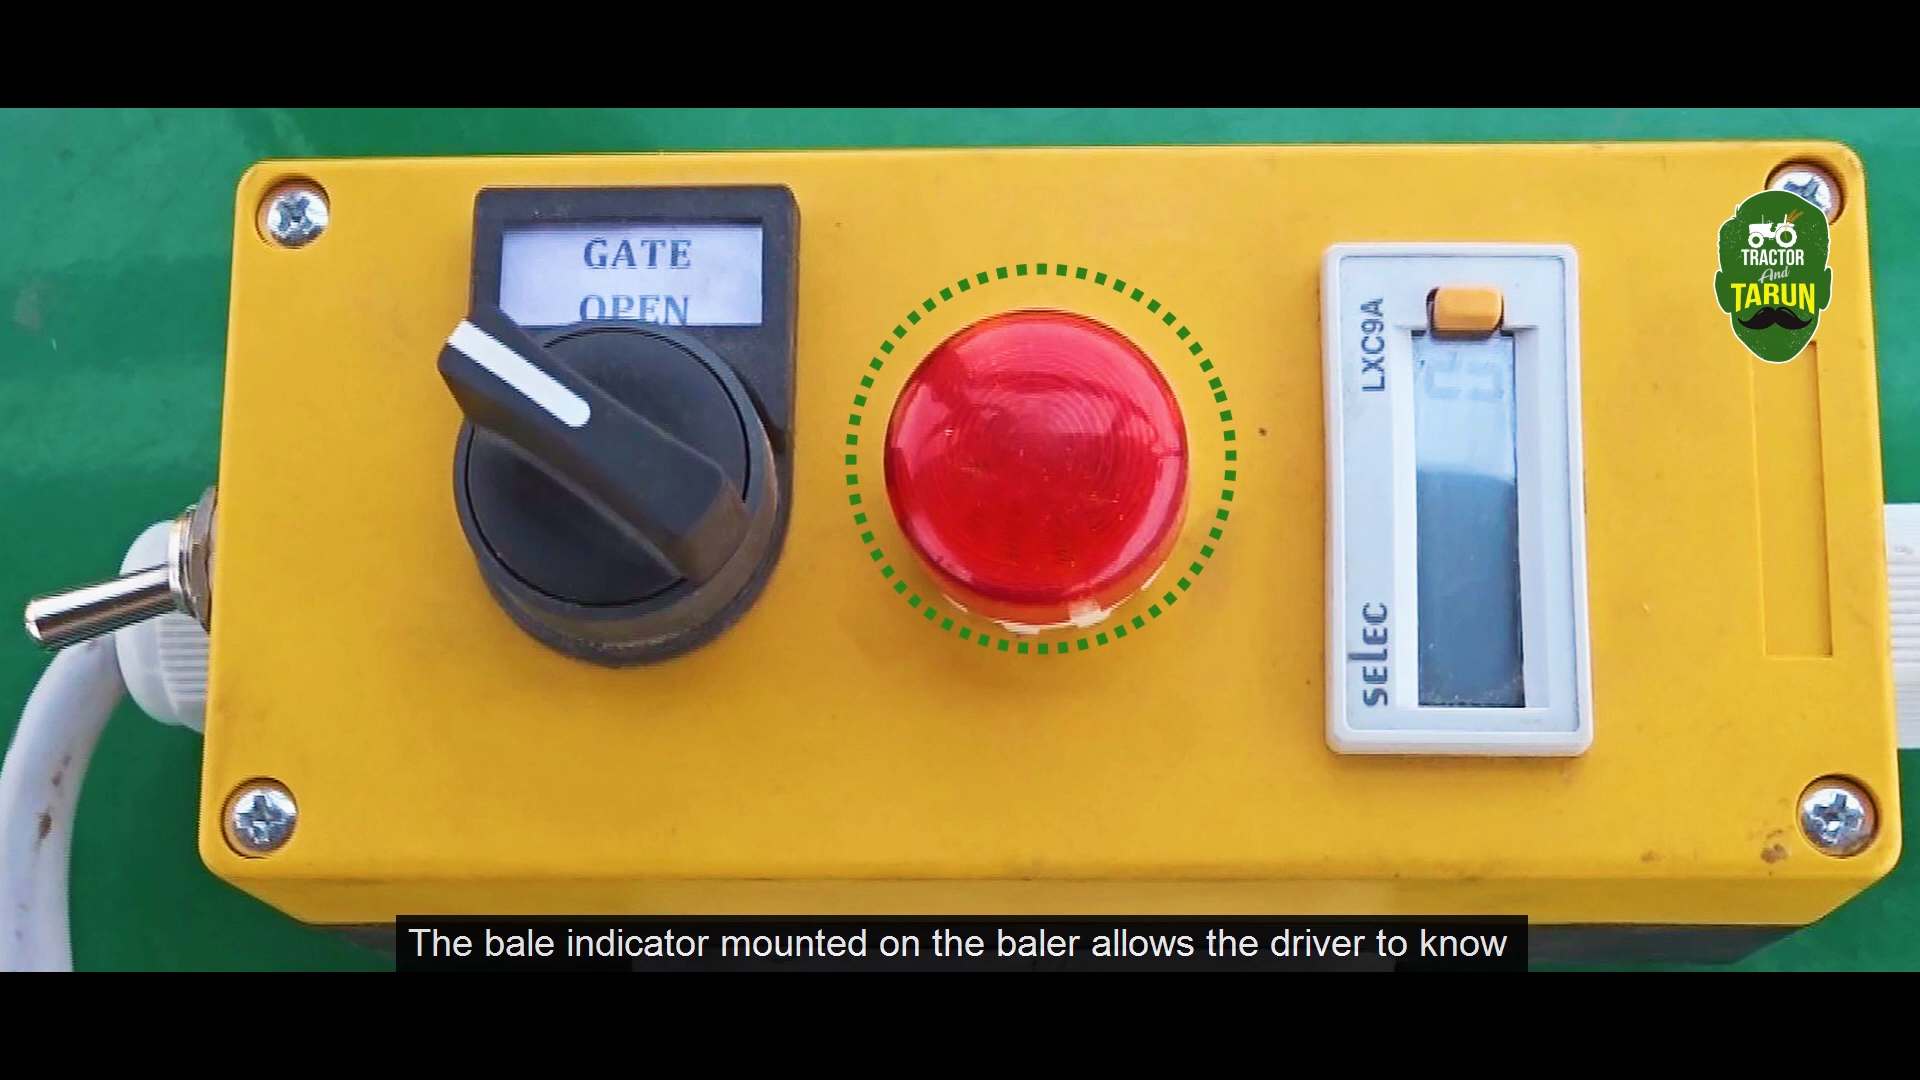 GATE
OPEN
LXC9A
selec
TRACTOR
And
TARUN
The bale indicator mounted on the baler allows the driver to know